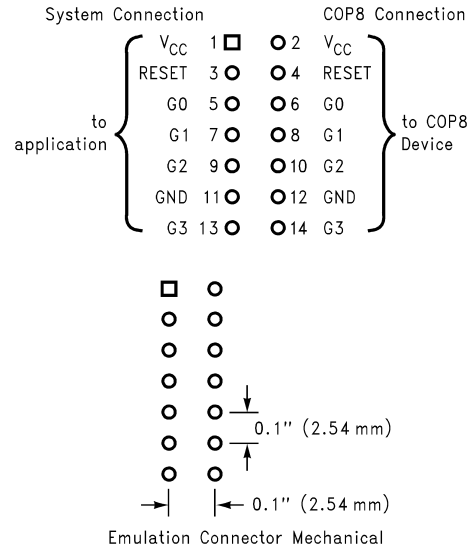 System Connection COP8 Connection
VCC 1 2 VCC
RESET 3 4 RESET
G0 5 6 G0
to application
G1 7 8 G1
to COP8 Device
G2 9 10 G2
GND 11 12 GND
G3 13 14 G3
0.1" (2.54 mm)
0.1" (2.54 mm)
Emulation Connector Mechanical